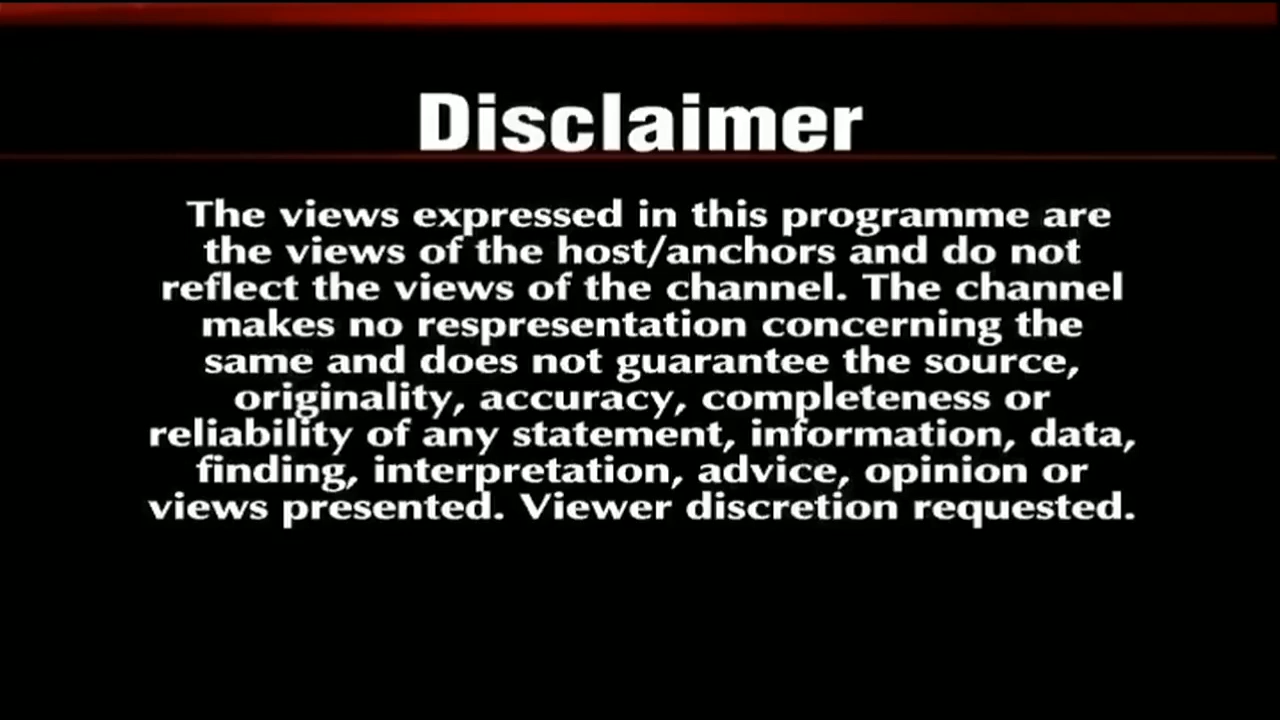 Disclaimer
The views expressed in this programme are
the views of the host/anchors and do not
reflect the views of the channel. The channel
makes no respresentation concerning the
same and does not guarantee the source,
originality, accuracy, completeness or
reliability of any statement, information, data,
finding, interpretation, advice, opinion or
views presented. Viewer discretion requested.